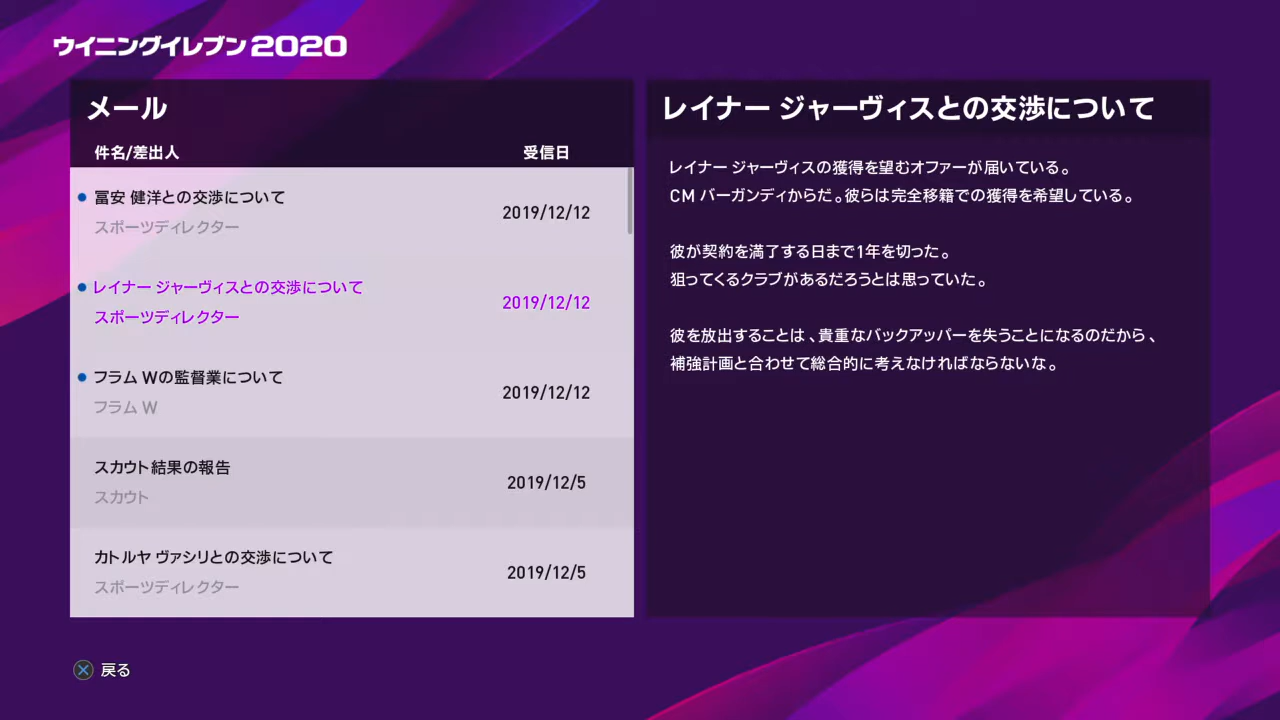 ウイニングイレブン 2020
メール
件名/差出人 受信日
冨安 健洋との交渉について
スポーツディレクター
2019/12/12
レイナー ジャーヴィスとの交渉について
スポーツディレクター
2019/12/12
フラム Wの監督業について
フラム W
2019/12/12
スカウト結果の報告
スカウト
2019/12/5
カトルヤ ヴァシリとの交渉について
スポーツディレクター
2019/12/5
レイナー ジャーヴィスとの交渉について
レイナー ジャーヴィスの獲得を望むオファーが届いている。
CM バーガンディからだ。彼らは完全移籍での獲得を希望している。
彼が契約を満了する日まで1年を切った。
狙ってくるクラブがあるだろうとは思っていた。
彼を放出することは、貴重なバックアッパーを失うことになるのだから、
補強計画と合わせて総合的に考えなければならないな。
戻る